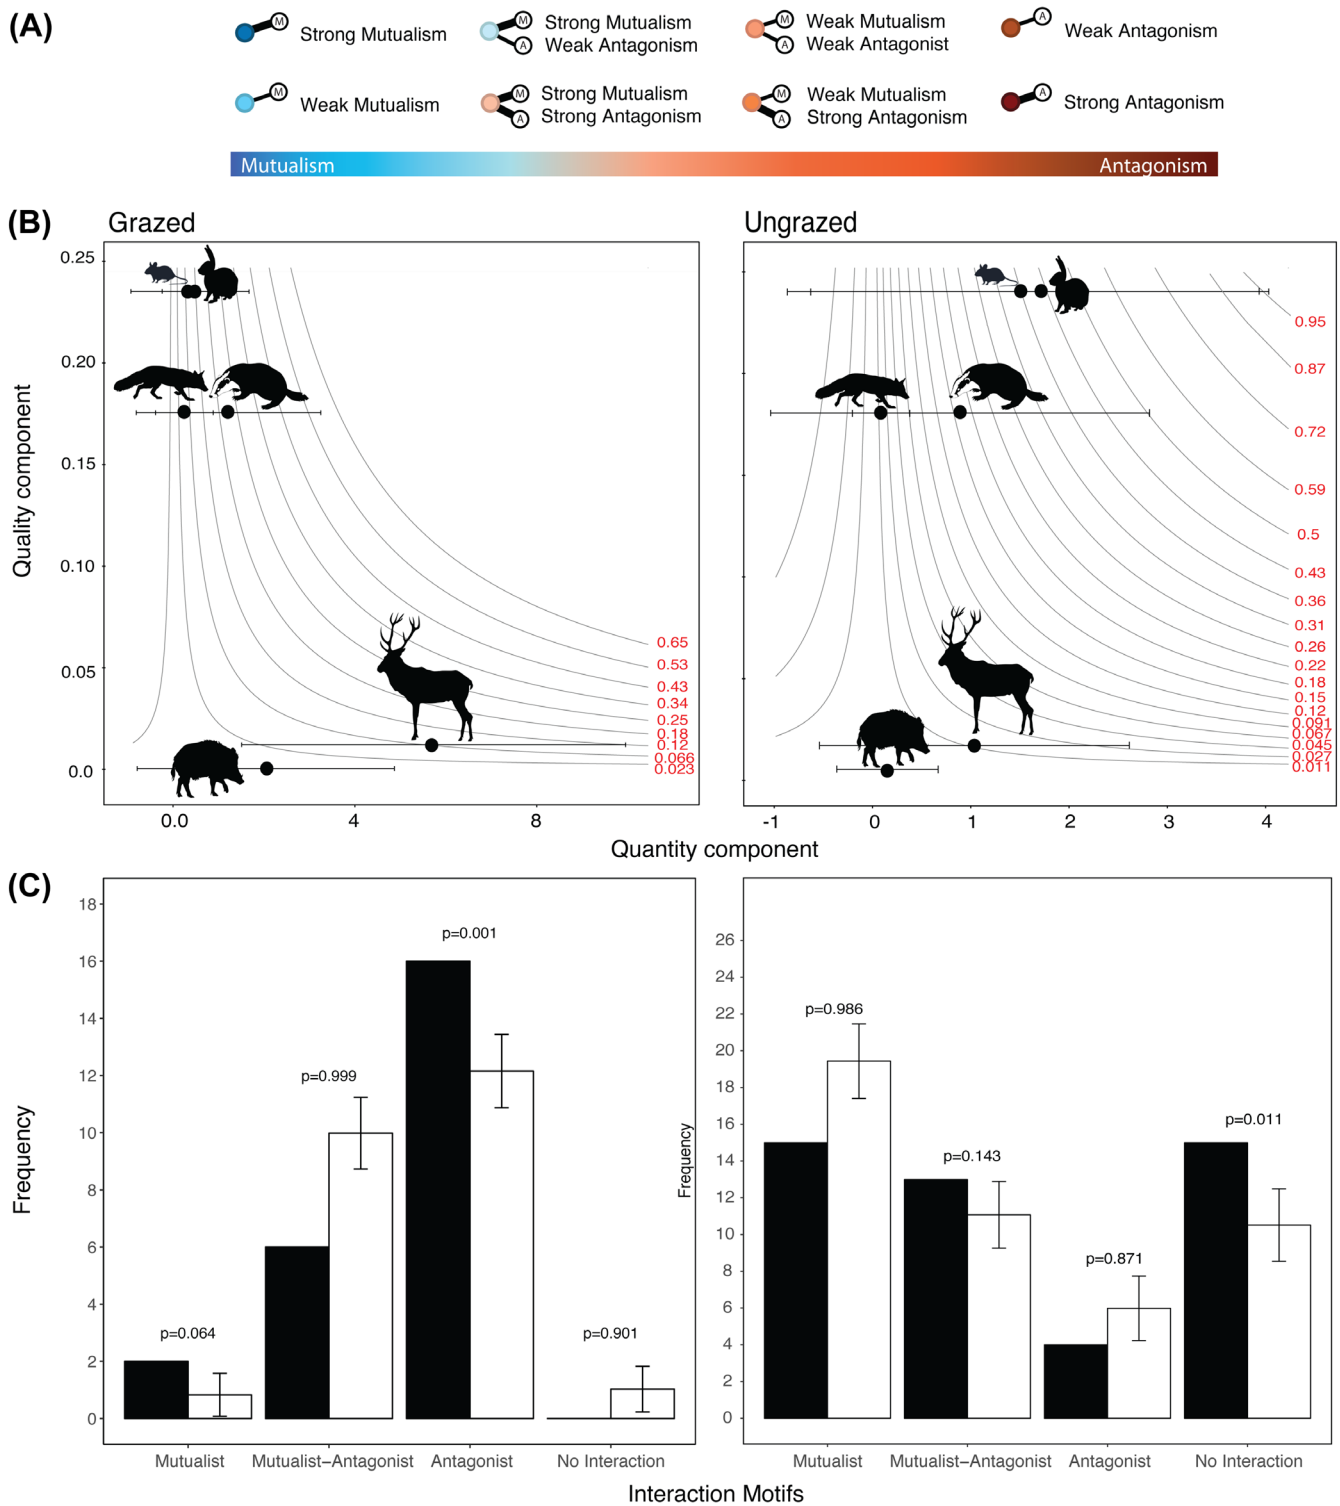 (A)
M
Strong Mutualism
M
A
Strong Mutualism
Weak Antagonism
M
A
Weak Mutualism
Weak Antagonist
A
Weak Antagonism
M
Weak Mutualism
M
A
Strong Mutualism
Strong Antagonism
M
A
Weak Mutualism
Strong Antagonism
A
Strong Antagonism
Mutualism
Antagonism
(B)
Grazed
Ungrazed
Quality component
0.25
0.20
0.15
0.10
0.05
0.0
0.65
0.53
0.43
0.34
0.25
0.18
0.12
0.066
0.023
0.0
4
8
0.95
0.87
0.72
0.59
0.5
0.43
0.36
0.31
0.26
0.22
0.18
0.15
0.12
0.091
0.067
0.045
0.027
0.011
-1
0
1
2
3
4
Quantity component
(C)
Frequency
18
16
14
12
10
8
6
4
2
0
p=0.064
p=0.999
p=0.001
p=0.901
Mutualist
Mutualist–Antagonist
Antagonist
No Interaction
Frequency
26
24
22
20
18
16
14
12
10
8
6
4
2
0
p=0.986
p=0.143
p=0.871
p=0.011
Mutualist
Mutualist–Antagonist
Antagonist
No Interaction
Interaction Motifs